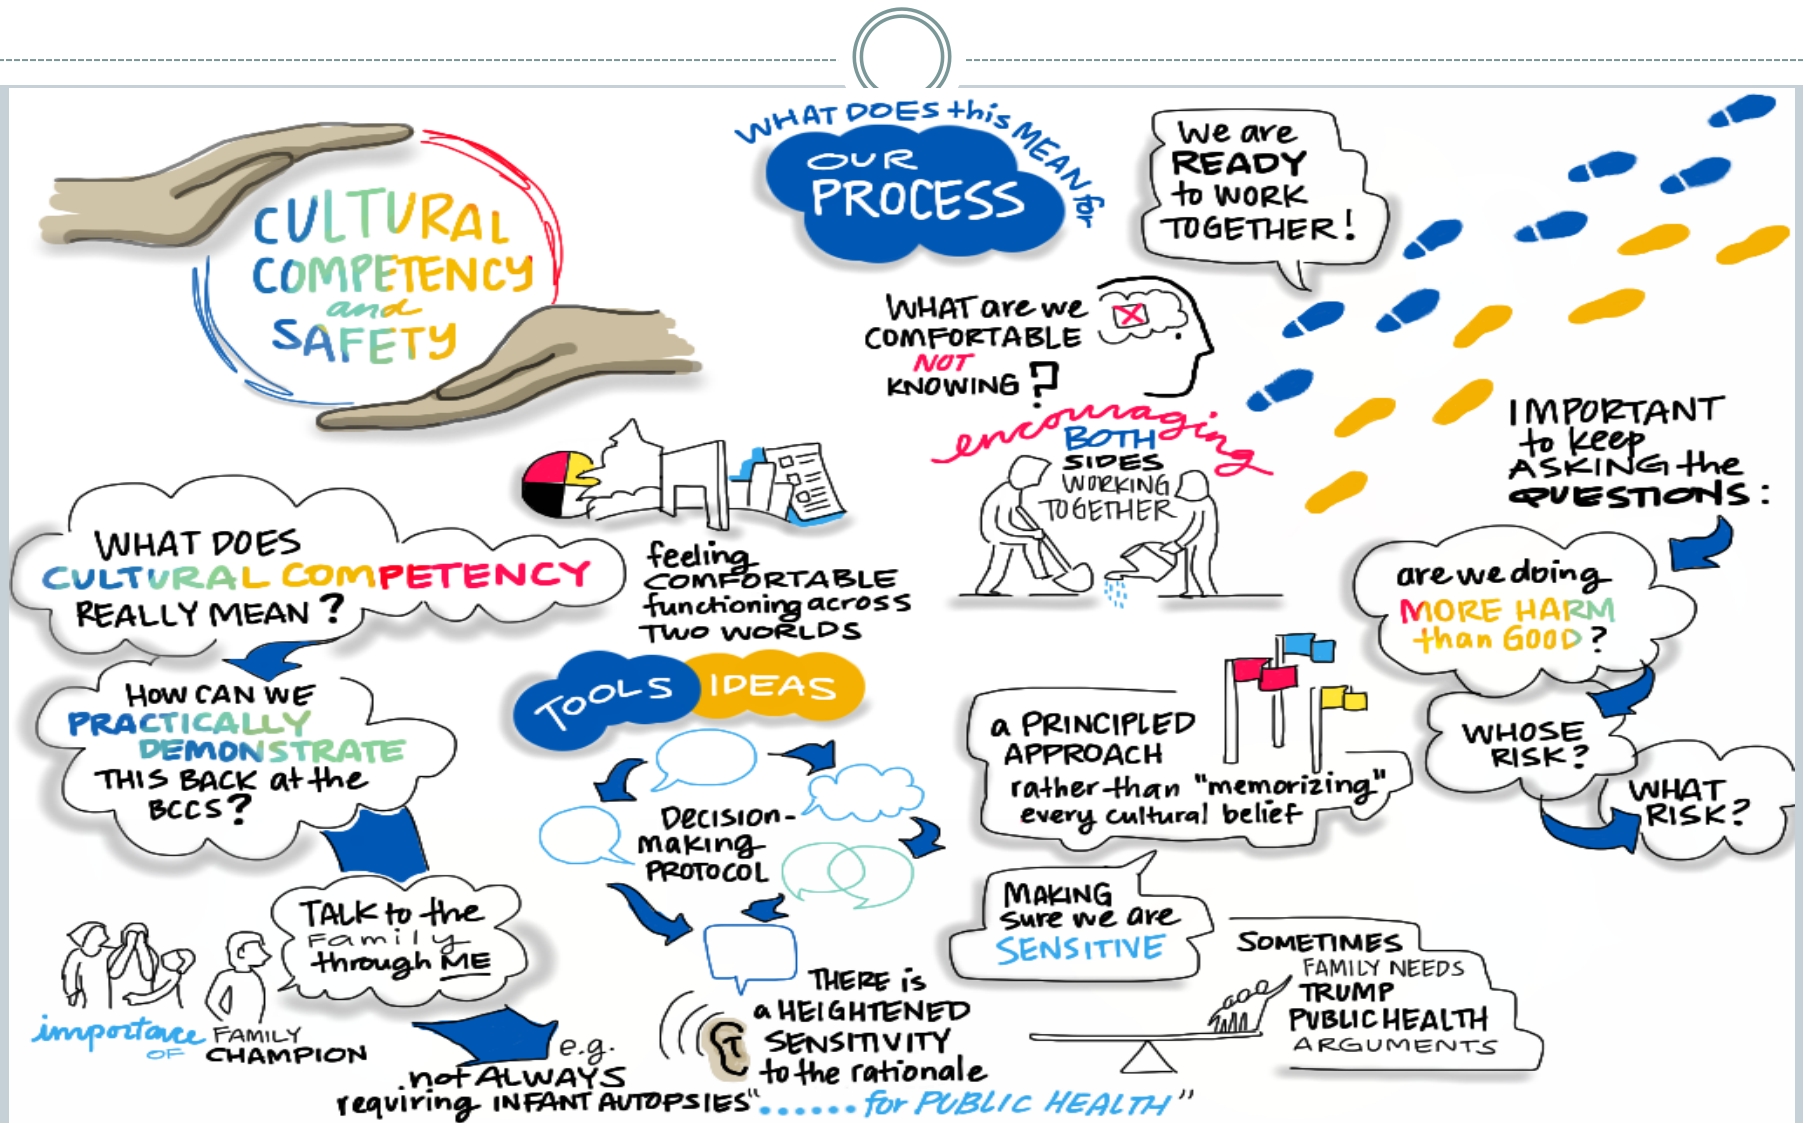 CULTURAL
COMPETENCY
and
SAFETY
WHAT DOES this MEAN for
OUR
PROCESS
We are
READY
to WORK
TOGETHER!
WHAT are we
COMFORTABLE
NOT
KNOWING?
encouraging
BOTH
SIDES
WORKING
TOGETHER
IMPORTANT
to keep
ASKING the
QUESTIONS:
are we doing
MORE HARM
than GOOD?
WHOSE
RISK?
WHAT
RISK?
WHAT DOES
CULTURAL COMPETENCY
REALLY MEAN?
HOW CAN WE
PRACTICALLY
DEMONSTRATE
THIS BACK at the
BCCS?
TALK to the
Family
through ME
importance
OF
FAMILY
CHAMPION
e.g.
not ALWAYS
requiring INFANT AUTOPSIES
feeling
COMFORTABLE
functioning across
TWO WORLDS
TOOLS IDEAS
DECISION-
making
PROTOCOL
THERE is
a HEIGHTENED
SENSITIVITY
to the rationale
"...... for PUBLIC HEALTH"
a PRINCIPLED
APPROACH
rather than "memorizing"
every cultural belief
MAKING
sure we are
SENSITIVE
SOMETIMES
FAMILY NEEDS
TRUMP
PUBLIC HEALTH
ARGUMENTS